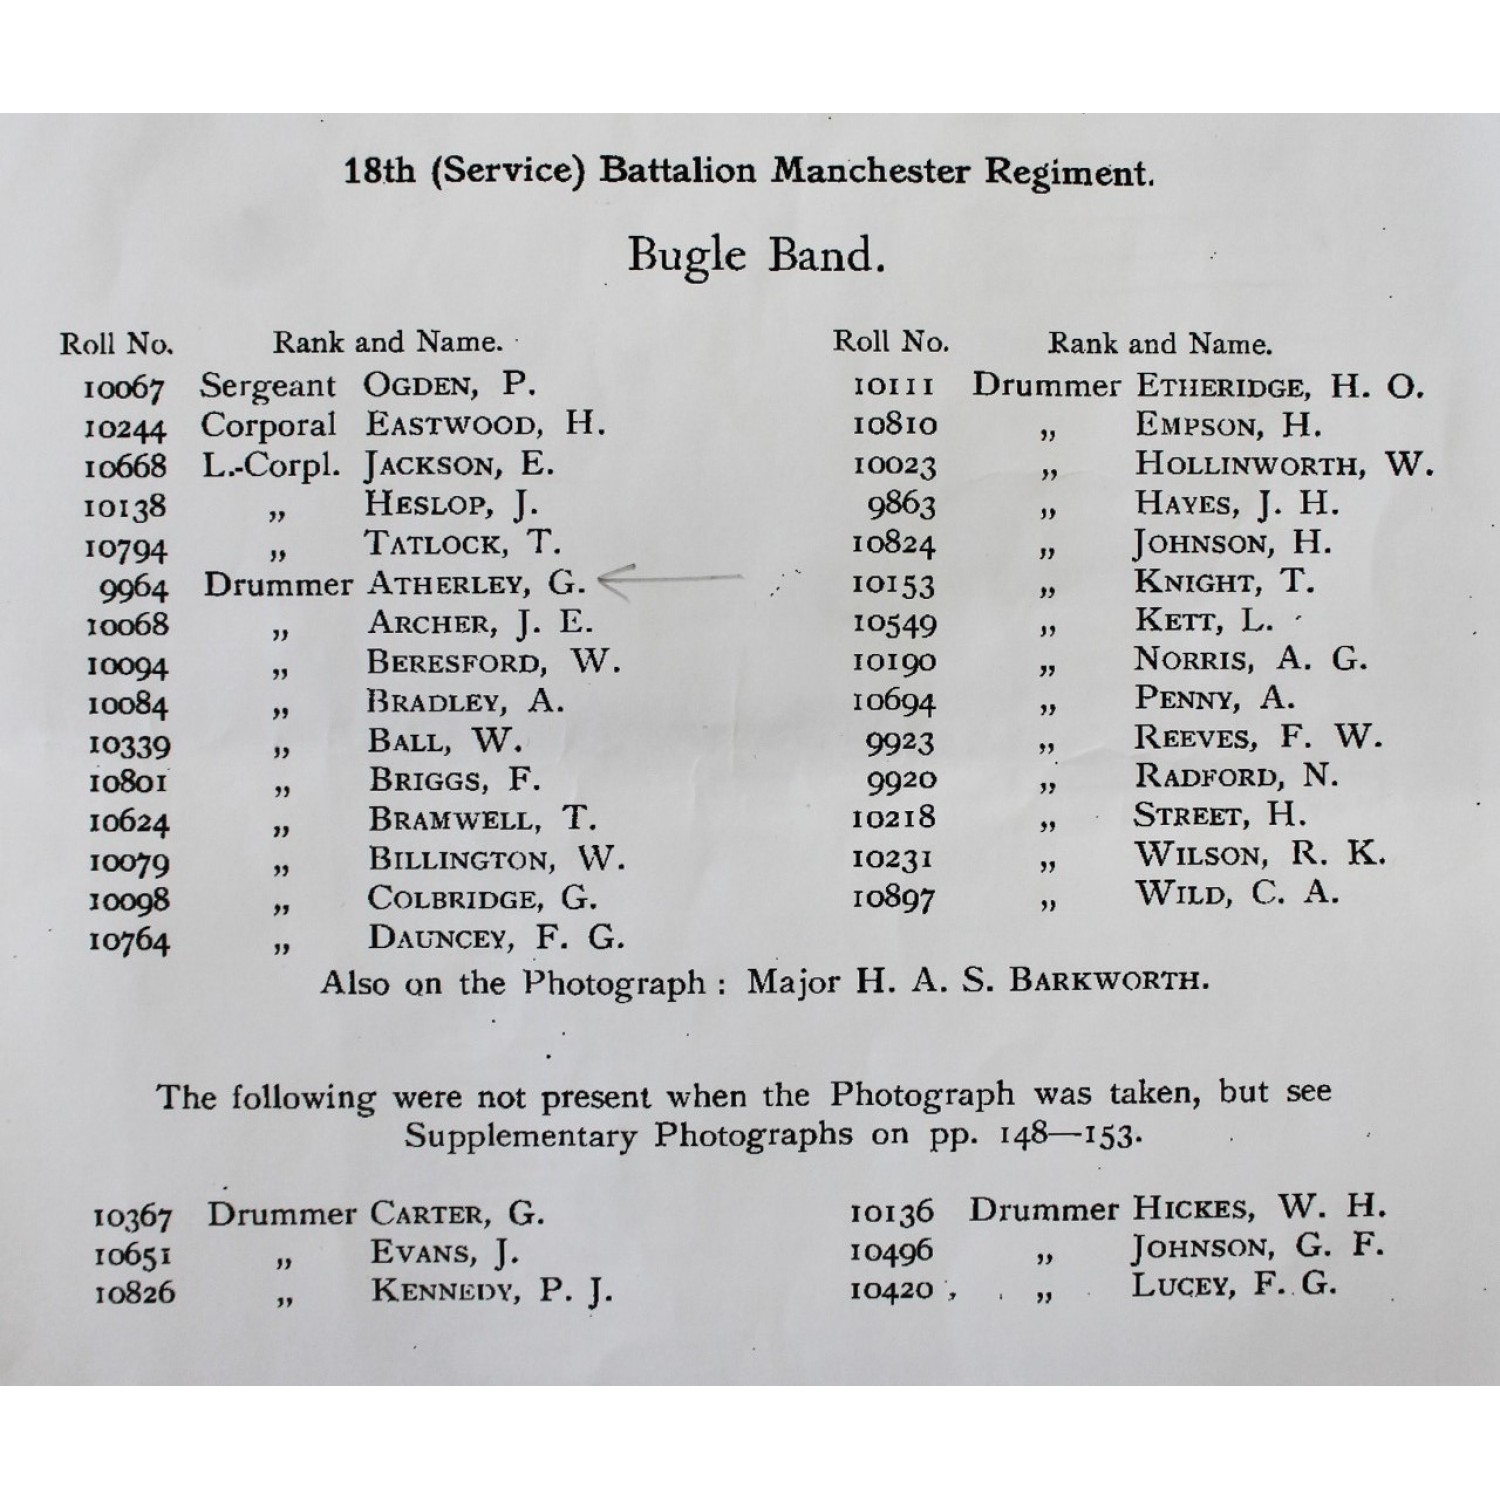 18th (Service) Battalion Manchester Regiment.
Bugle Band.
Roll No. Rank and Name.
10067 Sergeant OGDEN, P.
10244 Corporal EASTWOOD, H.
10668 L.-Corpl. JACKSON, E.
10138 „ HESLOP, J.
10794 „ TATLOCK, T.
9964 Drummer ATHERLEY, G.
10068 „ ARCHER, J. E.
10094 „ BERESFORD, W.
10084 „ BRADLEY, A.
10339 „ BALL, W.
10801 „ BRIGGS, F.
10624 „ BRAMWELL, T.
10079 „ BILLINGTON, W.
10098 „ COLBRIDGE, G.
10764 „ DAUNCEY, F. G.
Roll No. Rank and Name.
10111 Drummer ETHERIDGE, H. O.
10810 „ EMPSON, H.
10023 „ HOLLINWORTH, W.
9863 „ HAYES, J. H.
10824 „ JOHNSON, H.
10153 „ KNIGHT, T.
10549 „ KETT, L.
10190 „ NORRIS, A. G.
10694 „ PENNY, A.
9923 „ REEVES, F. W.
9920 „ RADFORD, N.
10218 „ STREET, H.
10231 „ WILSON, R. K.
10897 „ WILD, C. A.
Also on the Photograph : Major H. A. S. BARKWORTH.
The following were not present when the Photograph was taken, but see
Supplementary Photographs on pp. 148—153.
10367 Drummer CARTER, G.
10651 „ EVANS, J.
10826 „ KENNEDY, P. J.
10136 Drummer HICKES, W. H.
10496 „ JOHNSON, G. F.
10420 „ LUCEY, F. G.